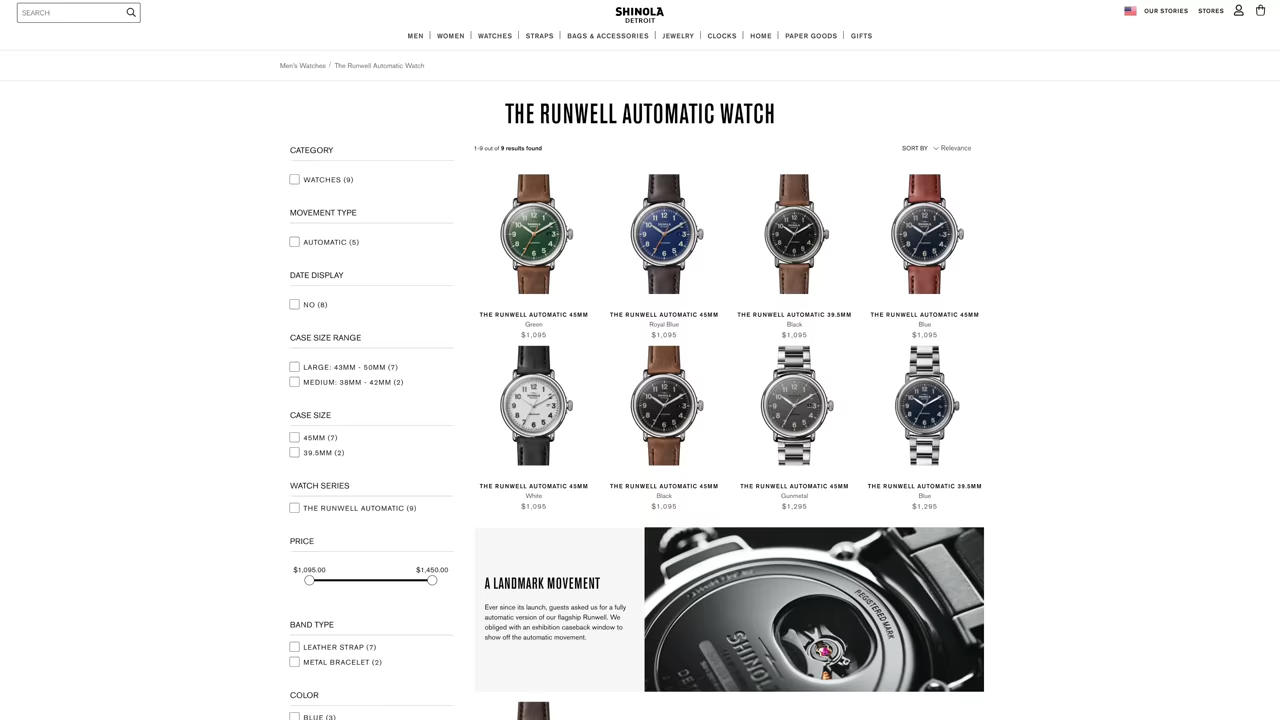 SEARCH
SHINOLA
DETROIT
OUR STORIES
STORES
MEN
WOMEN
WATCHES
STRAPS
BAGS & ACCESSORIES
JEWELRY
CLOCKS
HOME
PAPER GOODS
GIFTS
Men's Watches / The Runwell Automatic Watch
THE RUNWELL AUTOMATIC WATCH
CATEGORY
WATCHES (9)
MOVEMENT TYPE
AUTOMATIC (5)
DATE DISPLAY
NO (8)
CASE SIZE RANGE
LARGE: 43MM - 50MM (7)
MEDIUM: 38MM - 42MM (2)
CASE SIZE
45MM (7)
39.5MM (2)
WATCH SERIES
THE RUNWELL AUTOMATIC (9)
PRICE
$1,095.00 $1,450.00
BAND TYPE
LEATHER STRAP (7)
METAL BRACELET (2)
COLOR
BLUE (3)
1-9 out of 9 results found
SORT BY Relevance
THE RUNWELL AUTOMATIC 45MM
Green
$1,095
THE RUNWELL AUTOMATIC 45MM
Royal Blue
$1,095
THE RUNWELL AUTOMATIC 39.5MM
Black
$1,095
THE RUNWELL AUTOMATIC 45MM
Blue
$1,095
THE RUNWELL AUTOMATIC 45MM
White
$1,095
THE RUNWELL AUTOMATIC 45MM
Black
$1,095
THE RUNWELL AUTOMATIC 45MM
Gunmetal
$1,295
THE RUNWELL AUTOMATIC 39.5MM
Blue
$1,295
A LANDMARK MOVEMENT
Ever since its launch, guests asked us for a fully
automatic version of our flagship Runwell. We
obliged with an exhibition caseback window to
show off the automatic movement.
REGISTERED MARK
SHINOLA